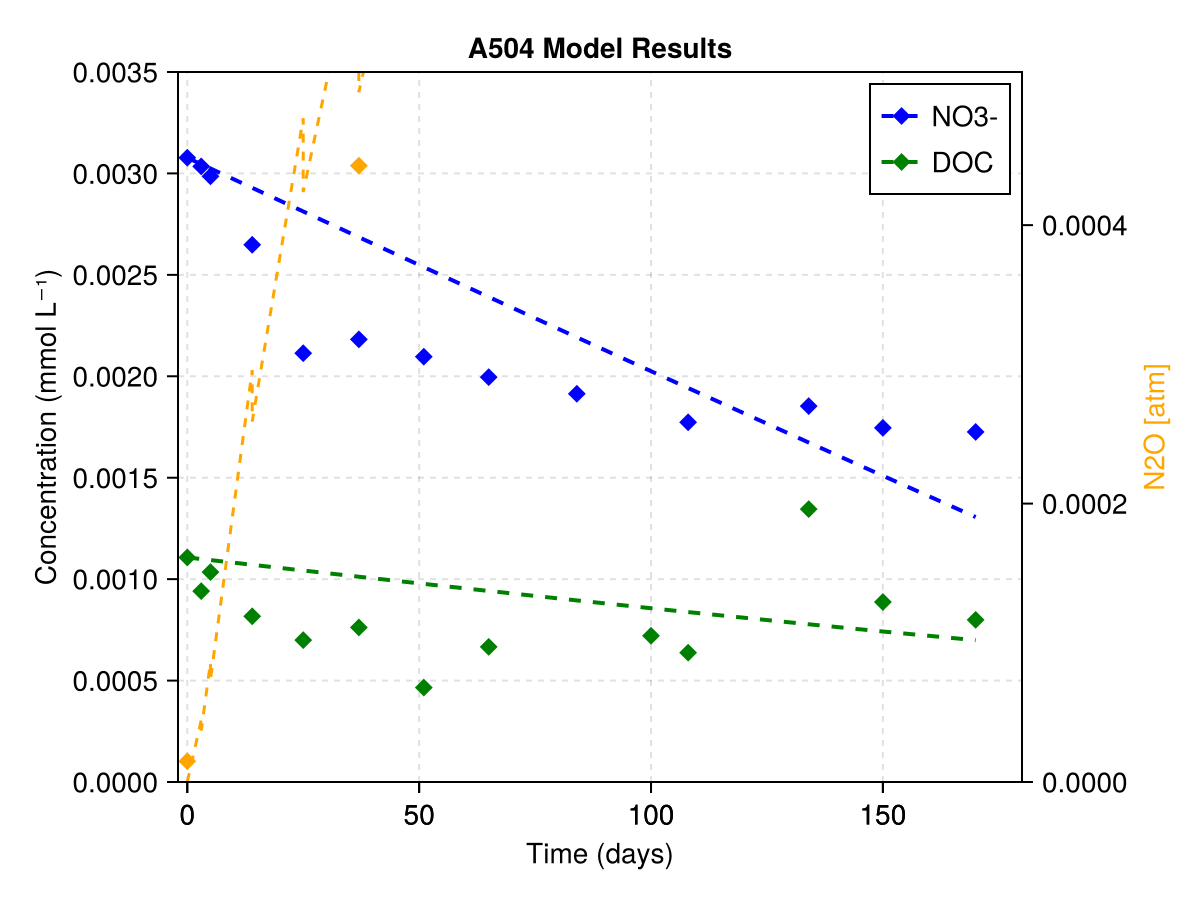 A504 Model Results
0.0035
0.0030
0.0025
0.0020
0.0015
0.0010
0.0005
0.0000
Concentration (mmol L⁻¹)
NO3-
DOC
0.0004
0.0002
0.0000
N2O [atm]
0 50 100 150
Time (days)